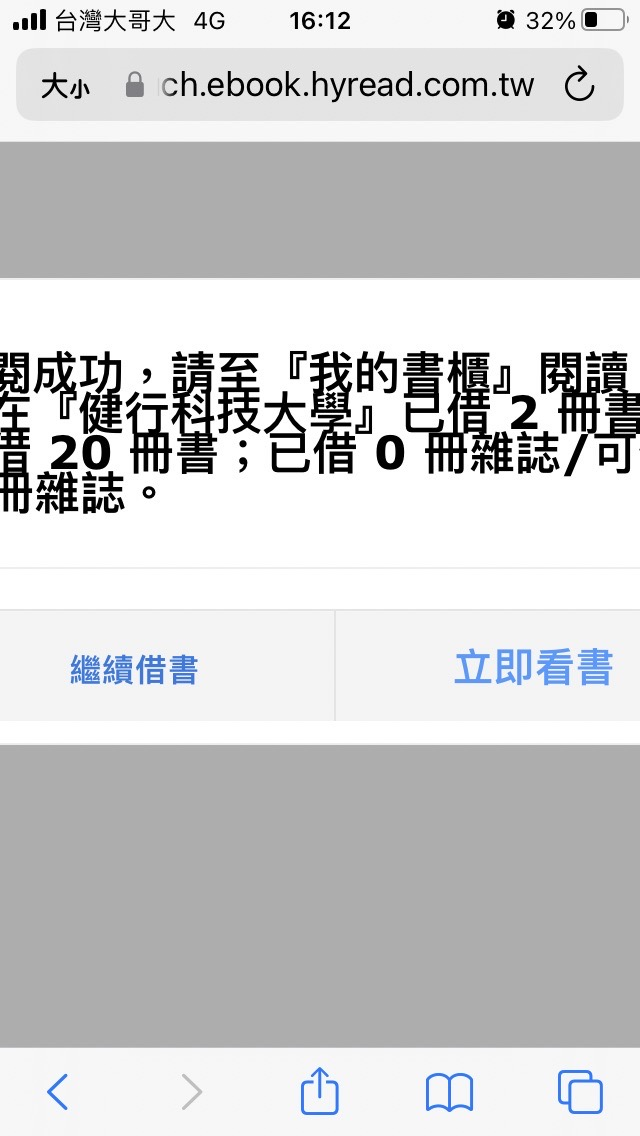 台灣大哥大 4G 16:12 32%
大小 ch.ebook.hyread.com.tw
閱成功，請至『我的書櫃』閱讀
在『健行科技大學』已借 2 冊書
借 20 冊書；已借 0 冊雜誌/可
冊雜誌。
繼續借書 立即看書